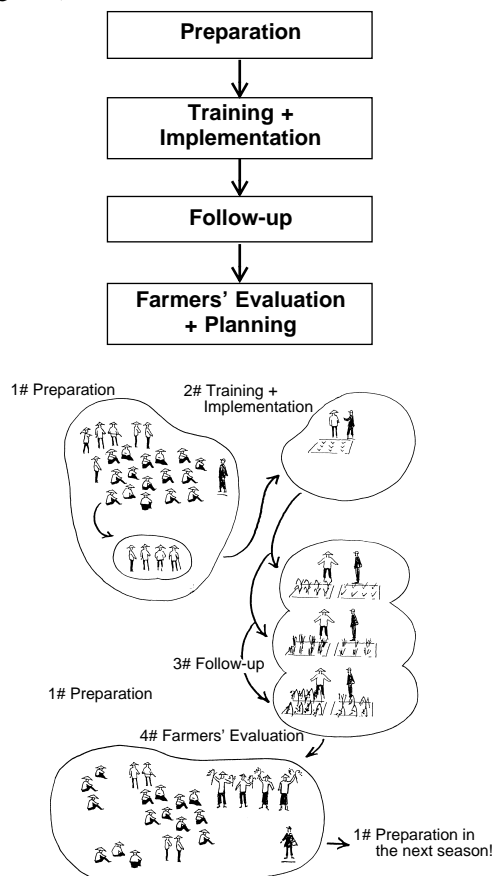 Preparation
Training +
Implementation
Follow-up
Farmers’ Evaluation
+ Planning
1# Preparation
2# Training +
Implementation
3# Follow-up
1# Preparation
4# Farmers’ Evaluation
1# Preparation in
the next season!